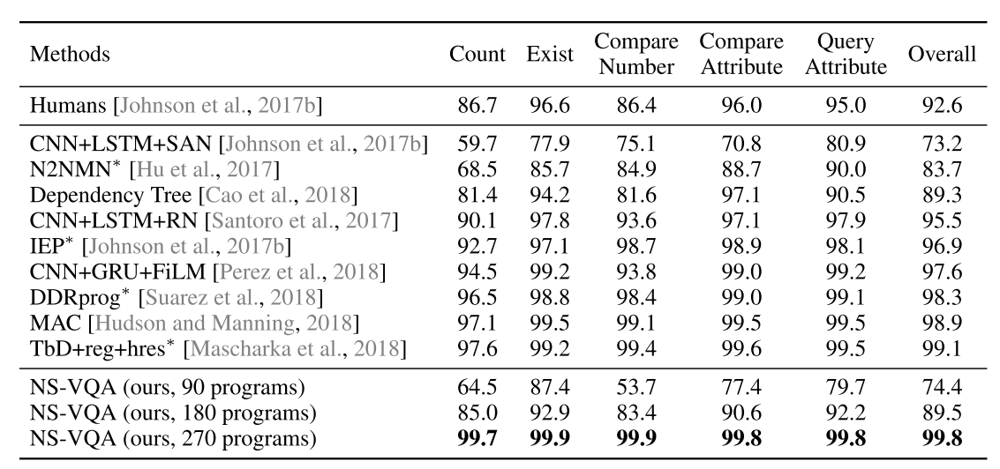 Methods Count Exist Compare Number Compare Attribute Query Attribute Overall
Humans [Johnson et al., 2017b] 86.7 96.6 86.4 96.0 95.0 92.6
CNN+LSTM+SAN [Johnson et al., 2017b] 59.7 77.9 75.1 70.8 80.9 73.2
N2NMN* [Hu et al., 2017] 68.5 85.7 84.9 88.7 90.0 83.7
Dependency Tree [Cao et al., 2018] 81.4 94.2 81.6 97.1 90.5 89.3
CNN+LSTM+RN [Santoro et al., 2017] 90.1 97.8 93.6 97.1 97.9 95.5
IEP* [Johnson et al., 2017b] 92.7 97.1 98.7 98.9 98.1 96.9
CNN+GRU+FiLM [Perez et al., 2018] 94.5 99.2 93.8 99.0 99.2 97.6
DDRprog* [Suarez et al., 2018] 96.5 98.8 98.4 99.0 99.1 98.3
MAC [Hudson and Manning, 2018] 97.1 99.5 99.1 99.5 99.5 98.9
TbD+reg+hres* [Mascharka et al., 2018] 97.6 99.2 99.4 99.6 99.5 99.1
NS-VQA (ours, 90 programs) 64.5 87.4 53.7 77.4 79.7 74.4
NS-VQA (ours, 180 programs) 85.0 92.9 83.4 90.6 92.2 89.5
NS-VQA (ours, 270 programs) 99.7 99.9 99.9 99.8 99.8 99.8